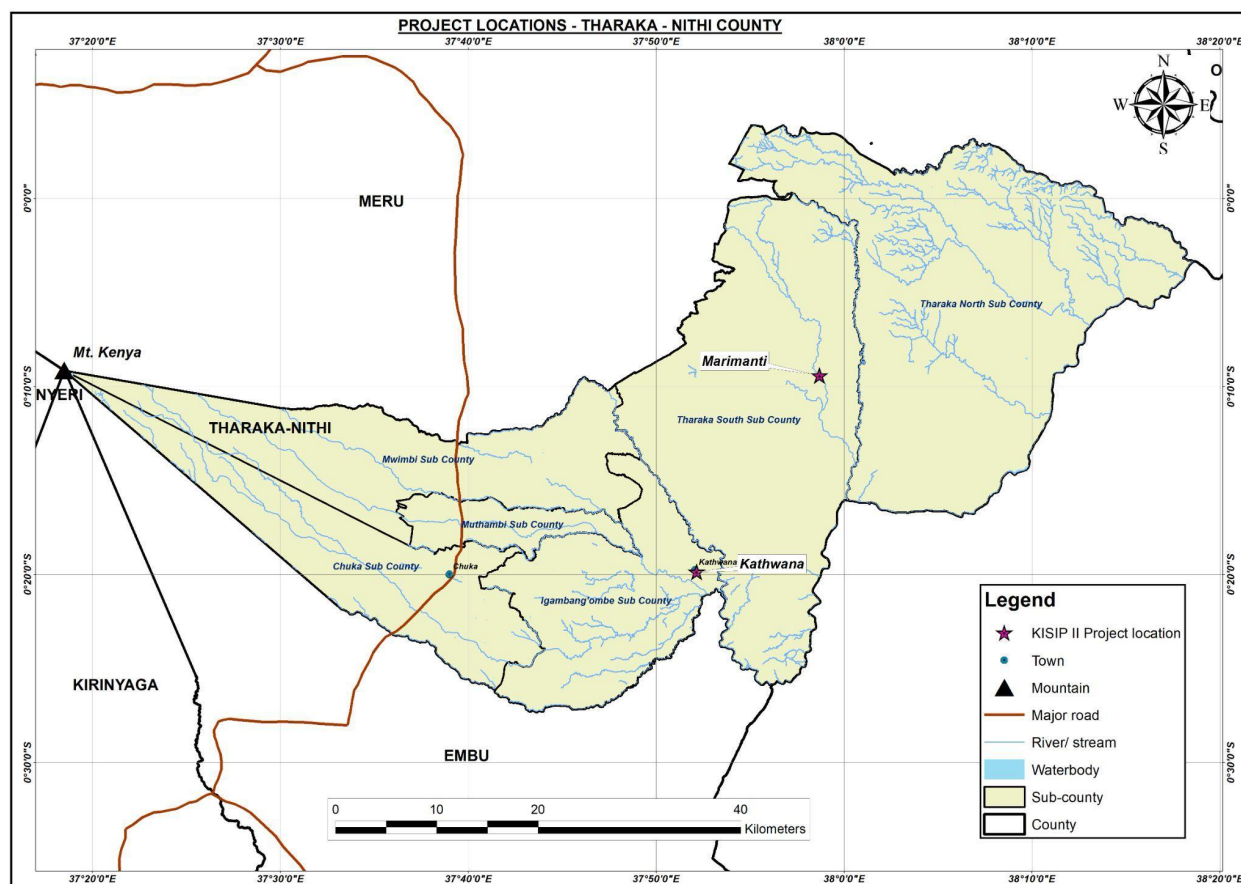 PROJECT LOCATIONS - THARAKA - NITHI COUNTY
37°20'0"E 37°30'0"E 37°40'0"E 37°50'0"E 38°0'0"E 38°10'0"E 38°20'0"E
N
W E
S
O
MERU
0°0'0" 0°0'0"
Tharaka North Sub County
Mt. Kenya
Marimanti
NYERI
0°10'0"S 0°10'0"S
THARAKA-NITHI
Tharaka South Sub County
Mwimbi Sub County
Muthambi Sub County
Chuka Sub County
Chuka
Kathwana
Kathwana
0°20'0"S 0°20'0"S
Igambang'ombe Sub County
KIRINYAGA
EMBU
0°30'0"S 0°30'0"S
Legend
KISIP II Project location
Town
Mountain
Major road
River/ stream
Waterbody
Sub-county
County
0 10 20 40
Kilometers
37°20'0"E 37°30'0"E 37°40'0"E 37°50'0"E 38°0'0"E 38°10'0"E 38°20'0"E